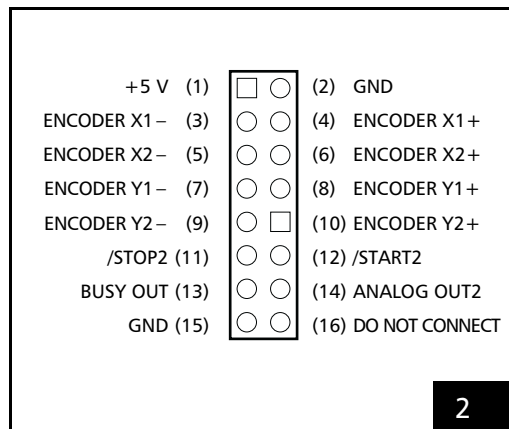 +5 V (1) (2) GND
ENCODER X1− (3) (4) ENCODER X1+
ENCODER X2− (5) (6) ENCODER X2+
ENCODER Y1− (7) (8) ENCODER Y1+
ENCODER Y2− (9) (10) ENCODER Y2+
/STOP2 (11) (12) /START2
BUSY OUT (13) (14) ANALOG OUT2
GND (15) (16) DO NOT CONNECT
2